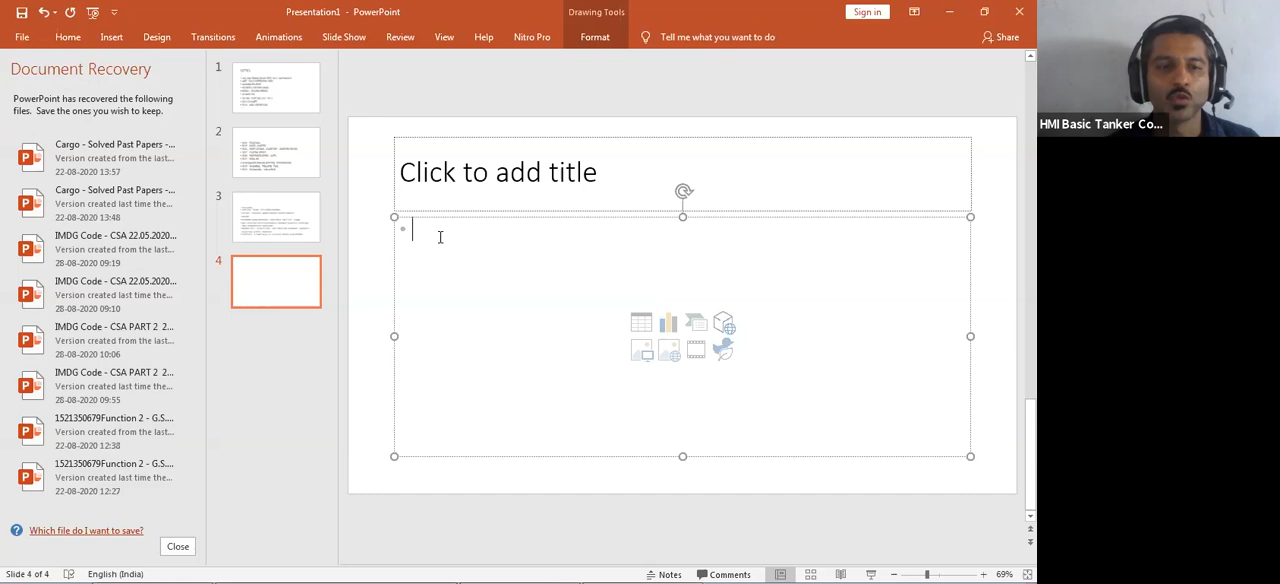 Presentation1 - PowerPoint
Drawing Tools
Sign in
File
Home
Insert
Design
Transitions
Animations
Slide Show
Review
View
Help
Nitro Pro
Format
Tell me what you want to do
Share
Document Recovery
PowerPoint has recovered the following
files. Save the ones you wish to keep.
Cargo - Solved Past Papers -...
Version created from the last...
22-08-2020 13:57
Cargo - Solved Past Papers -...
Version created from the last...
22-08-2020 13:48
IMDG Code - CSA 22.05.2020...
Version created from the last...
28-08-2020 09:19
IMDG Code - CSA 22.05.2020...
Version created last time the...
28-08-2020 09:10
IMDG Code - CSA PART 2 2...
Version created last time the...
28-08-2020 10:06
IMDG Code - CSA PART 2 2...
Version created last time the...
28-08-2020 09:55
1521350679Function 2 - G.S....
Version created from the last...
22-08-2020 12:38
1521350679Function 2 - G.S....
Version created last time the...
22-08-2020 12:27
Which file do I want to save?
Close
1
2
3
4
Click to add title
HMI Basic Tanker Co...
Slide 4 of 4
English (India)
Notes
Comments
69%